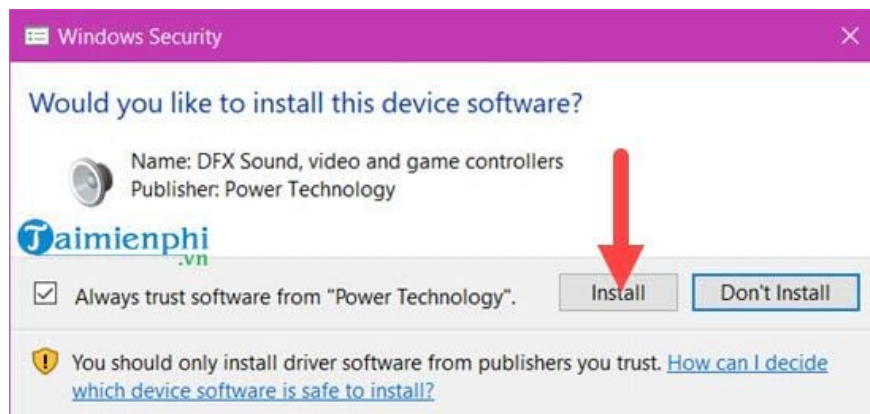 Windows Security
Would you like to install this device software?
Name: DFX Sound, video and game controllers
Publisher: Power Technology
Taimienphi
.vn
Always trust software from "Power Technology".
Install
Don't Install
You should only install driver software from publishers you trust. How can I decide
which device software is safe to install?